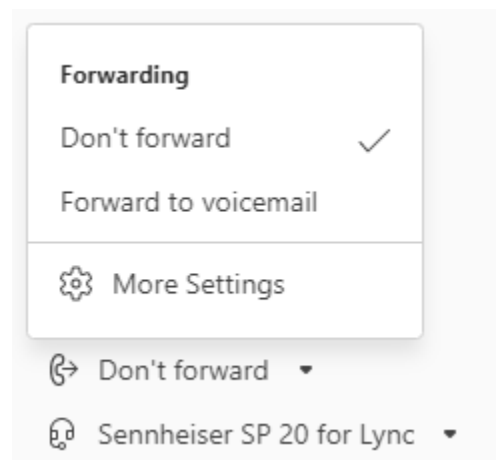 Forwarding
Don't forward
Forward to voicemail
More Settings
Don't forward
Sennheiser SP 20 for Lync